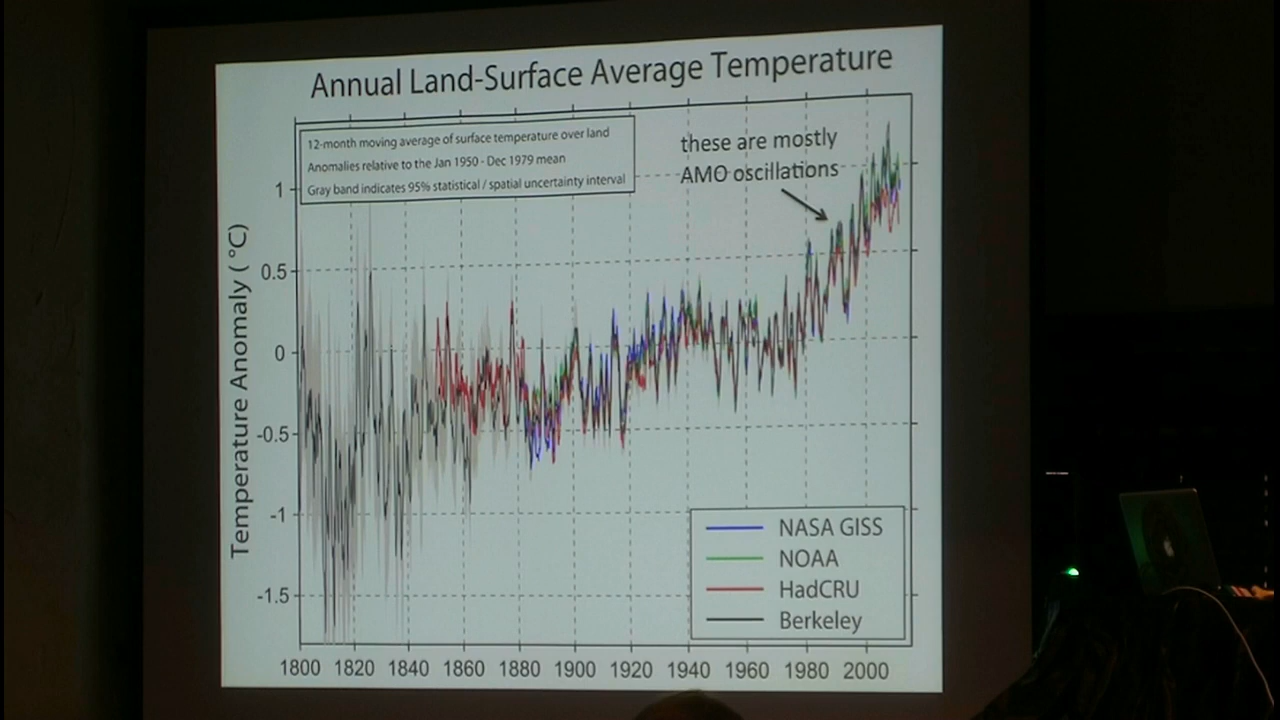 Annual Land-Surface Average Temperature
12-month moving average of surface temperature over land
Anomalies relative to the Jan 1950 - Dec 1979 mean
Gray band indicates 95% statistical / spatial uncertainty interval
these are mostly
AMO oscillations
Temperature Anomaly ( °C)
1
0.5
0
-0.5
-1
-1.5
NASA GISS
NOAA
HadCRU
Berkeley
1800 1820 1840 1860 1880 1900 1920 1940 1960 1980 2000